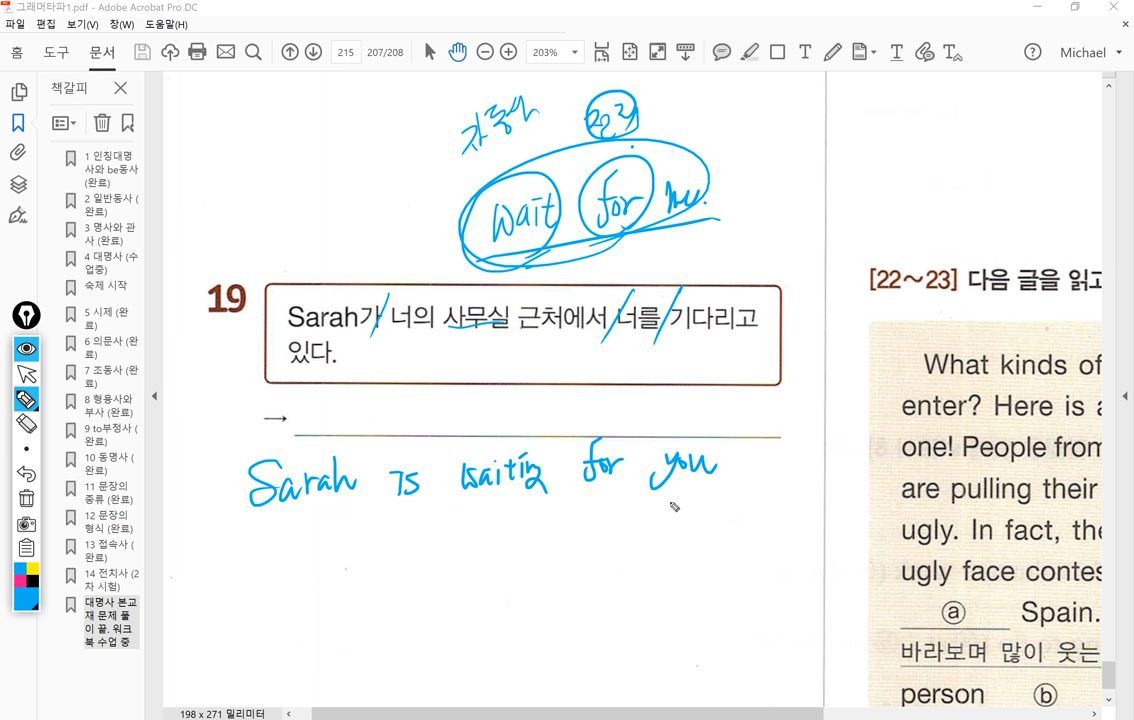 그래머타파1.pdf - Adobe Acrobat Pro DC
파일 편집 보기(V) 창(W) 도움말(H)
홈 도구 문서 215 207/208 203% Michael
책갈피
1 인칭대명
사와 be동사
(완료)
2 일반동사 (
완료)
3 명사와 관
사 (완료)
4 대명사 (수
업중)
숙제 시작
5 시제 (완
료)
6 의문사 (완
료)
7 조동사 (완
료)
8 형용사와
부사 (완료)
9 to부정사 (
완료)
10 동명사 (
완료)
11 문장의
종류 (완료)
12 문장의
형식 (완료)
13 접속사 (
완료)
14 전치사 (2
차 시험)
대명사 본교
재 문제 풀
이 끝. 워크
북 수업 중
자동사
wait for
19
Sarah가 너의 사무실 근처에서 너를 기다리고
있다.
→
Sarah is waiting for you
[22~23] 다음 글을 읽고
What kinds of
enter? Here is a
one! People from
are pulling their
ugly. In fact, the
ugly face contes
ⓐ Spain.
바라보며 많이 웃는
person ⓑ
198 x 271 밀리미터